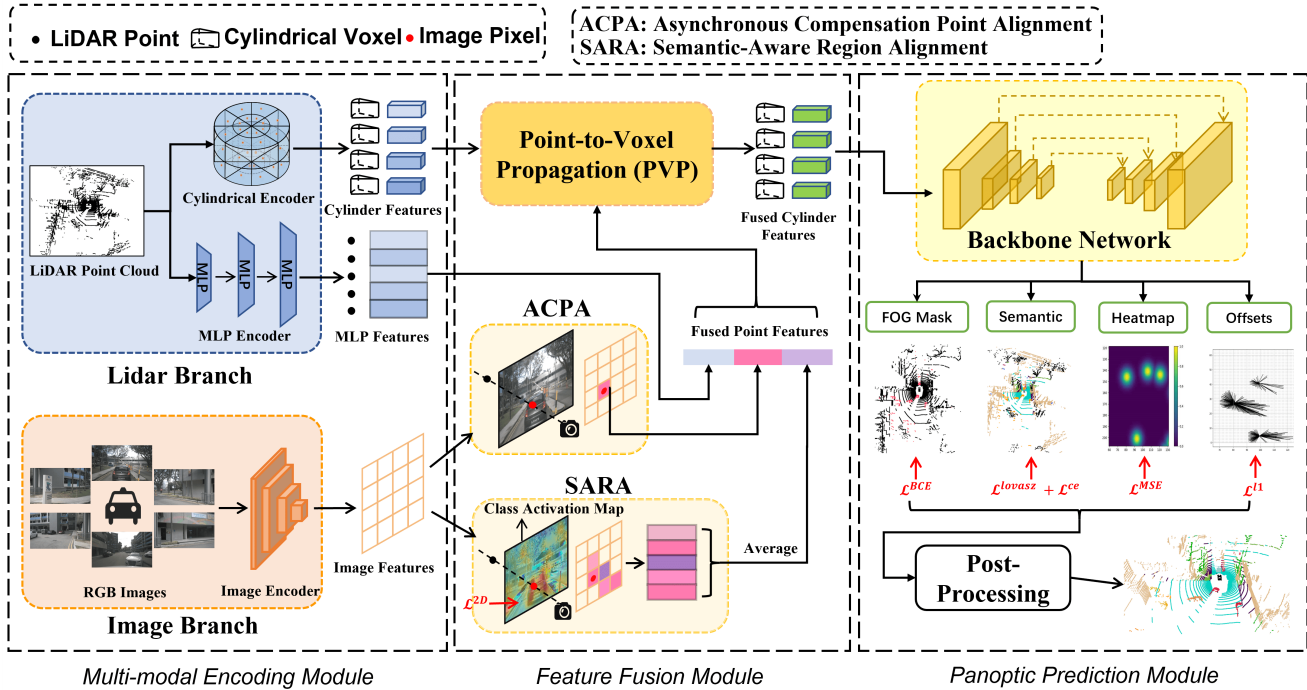 LiDAR Point
Cylindrical Voxel
Image Pixel
ACPA: Asynchronous Compensation Point Alignment
SARA: Semantic-Aware Region Alignment
LiDAR Point Cloud
Cylindrical Encoder
MLP
MLP
MLP
MLP Encoder
Lidar Branch
Cylinder Features
MLP Features
RGB Images
Image Encoder
Image Branch
Image Features
Multi-modal Encoding Module
Point-to-Voxel
Propagation (PVP)
Fused Cylinder
Features
ACPA
Fused Point Features
SARA
Class Activation Map
ℒ²ᴰ
Average
Feature Fusion Module
Backbone Network
FOG Mask
Semantic
Heatmap
Offsets
ℒ^BCE
ℒ^lovasz + ℒ^ce
ℒ^MSE
ℒ^l1
Post-
Processing
Panoptic Prediction Module